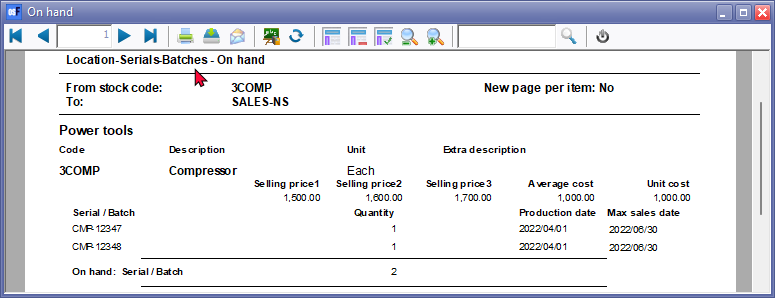 On hand
1
Location-Serials-Batches - On hand
From stock code: 3COMP New page per item: No
To: SALES-NS
Power tools
Code Description Unit Extra description
3COMP Compressor Each
Selling price1 Selling price2 Selling price3 Average cost Unit cost
1,500.00 1,600.00 1,700.00 1,000.00 1,000.00
Serial / Batch Quantity Production date Max sales date
CMP-12347 1 2022/04/01 2022/06/30
CMP-12348 1 2022/04/01 2022/06/30
On hand: Serial / Batch 2